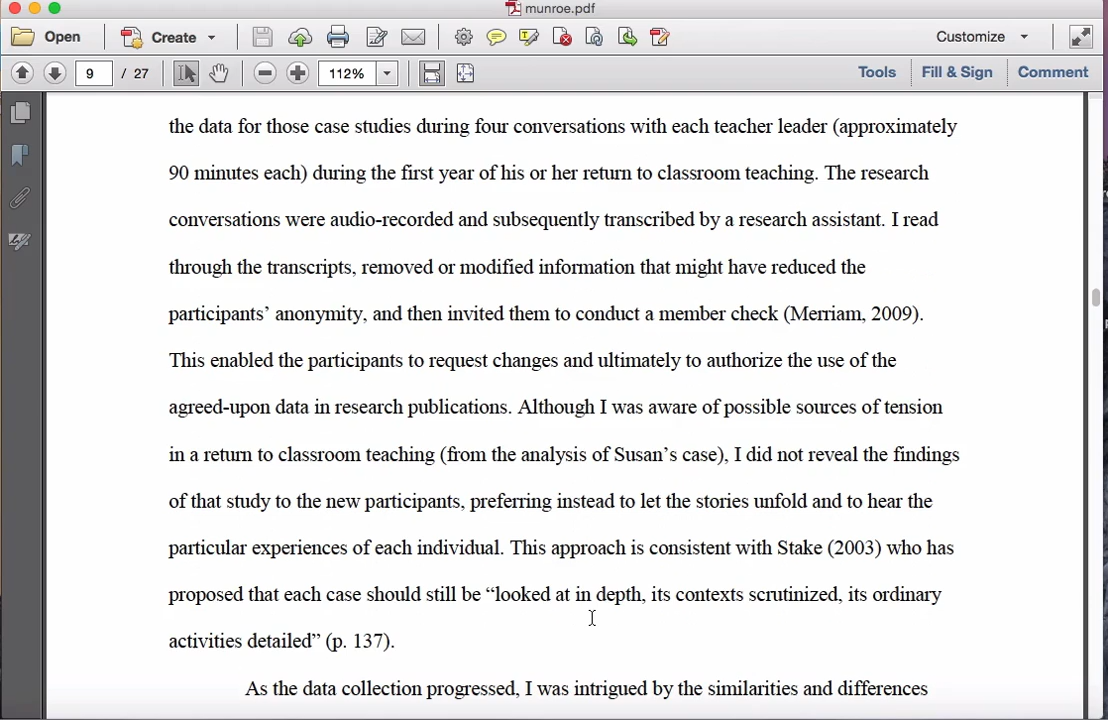 munroe.pdf
Open Create Customize
9 / 27 112% Tools Fill & Sign Comment
the data for those case studies during four conversations with each teacher leader (approximately
90 minutes each) during the first year of his or her return to classroom teaching. The research
conversations were audio-recorded and subsequently transcribed by a research assistant. I read
through the transcripts, removed or modified information that might have reduced the
participants’ anonymity, and then invited them to conduct a member check (Merriam, 2009).
This enabled the participants to request changes and ultimately to authorize the use of the
agreed-upon data in research publications. Although I was aware of possible sources of tension
in a return to classroom teaching (from the analysis of Susan’s case), I did not reveal the findings
of that study to the new participants, preferring instead to let the stories unfold and to hear the
particular experiences of each individual. This approach is consistent with Stake (2003) who has
proposed that each case should still be “looked at in depth, its contexts scrutinized, its ordinary
activities detailed” (p. 137).
As the data collection progressed, I was intrigued by the similarities and differences